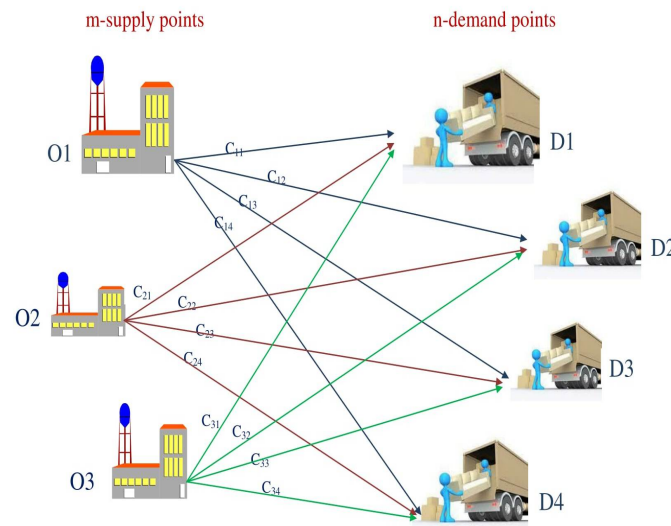 m-supply points
n-demand points
O1
D1
C11
C12
C13
C14
D2
O2
C21
C22
C23
C24
D3
O3
C31
C32
C33
C34
D4